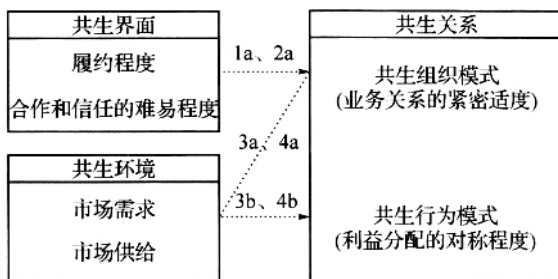 共生界面
履约程度
合作和信任的难易程度
共生环境
市场需求
市场供给
1a、2a
3a、4a
3b、4b
共生关系
共生组织模式
(业务关系的紧密适度)
共生行为模式
(利益分配的对称程度)